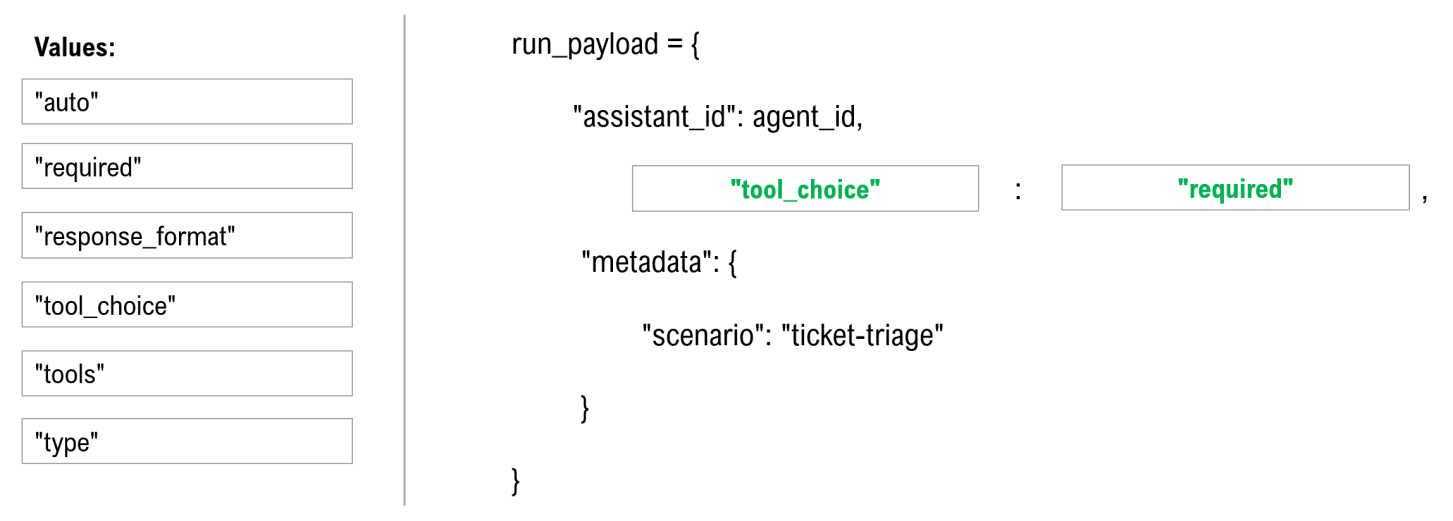 Values:
"auto"
"required"
"response_format"
"tool_choice"
"tools"
"type"
run_payload = {
"assistant_id": agent_id,
"tool_choice" : "required" ,
"metadata": {
"scenario": "ticket-triage"
}
}